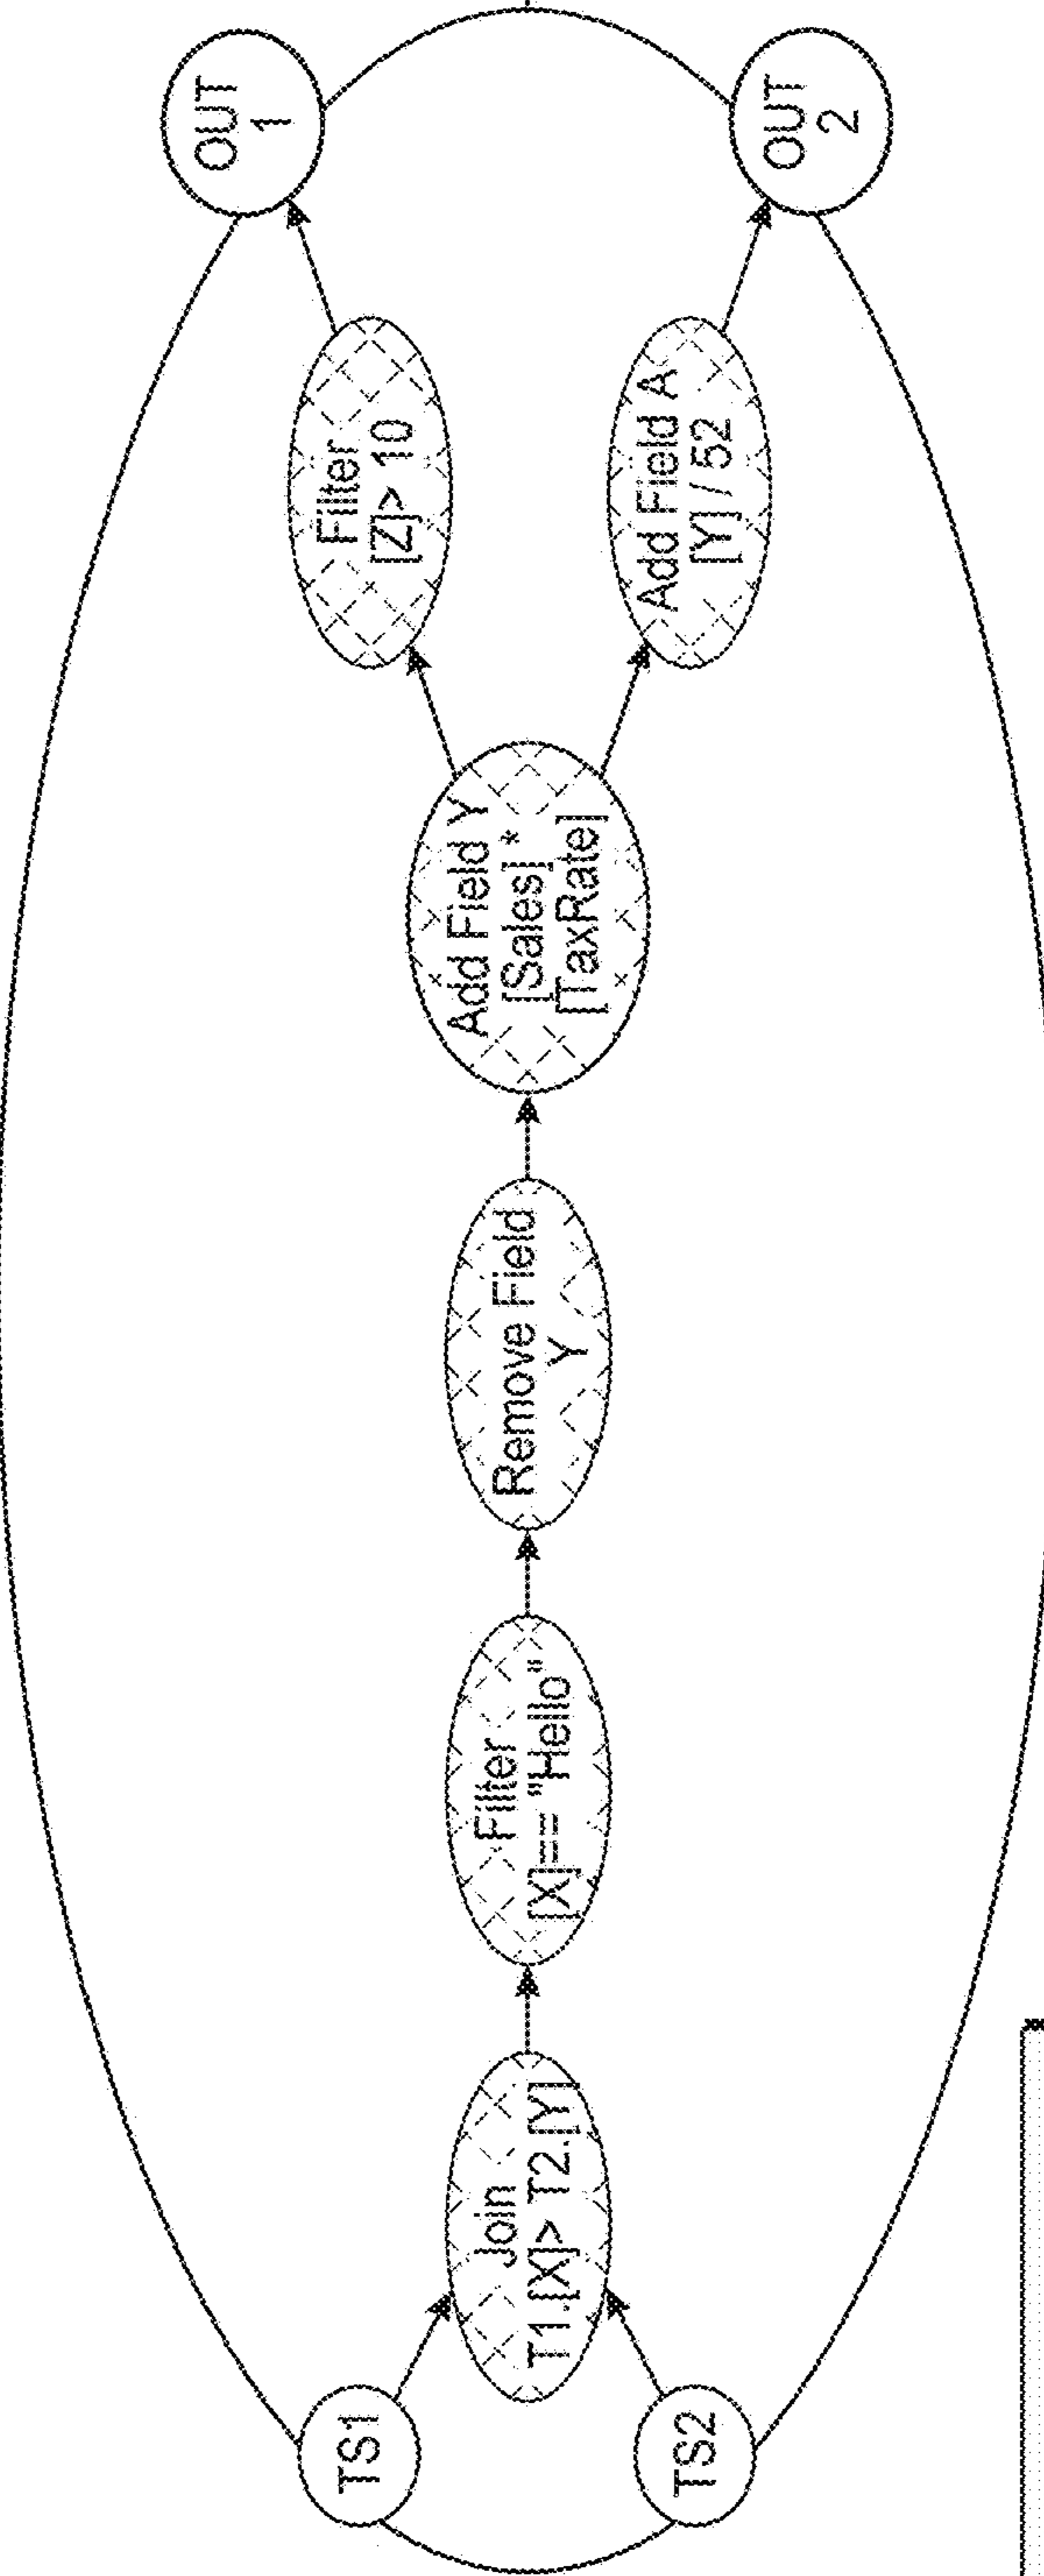 TS1
TS2
Join
T1.[X]> T2.[Y]
Filter
[X]== "Hello"
Remove Field
Y
Add Field Y
[Sales] *
[TaxRate]
Filter
[Z]> 10
Add Field A
[Y] / 52
OUT
1
OUT
2